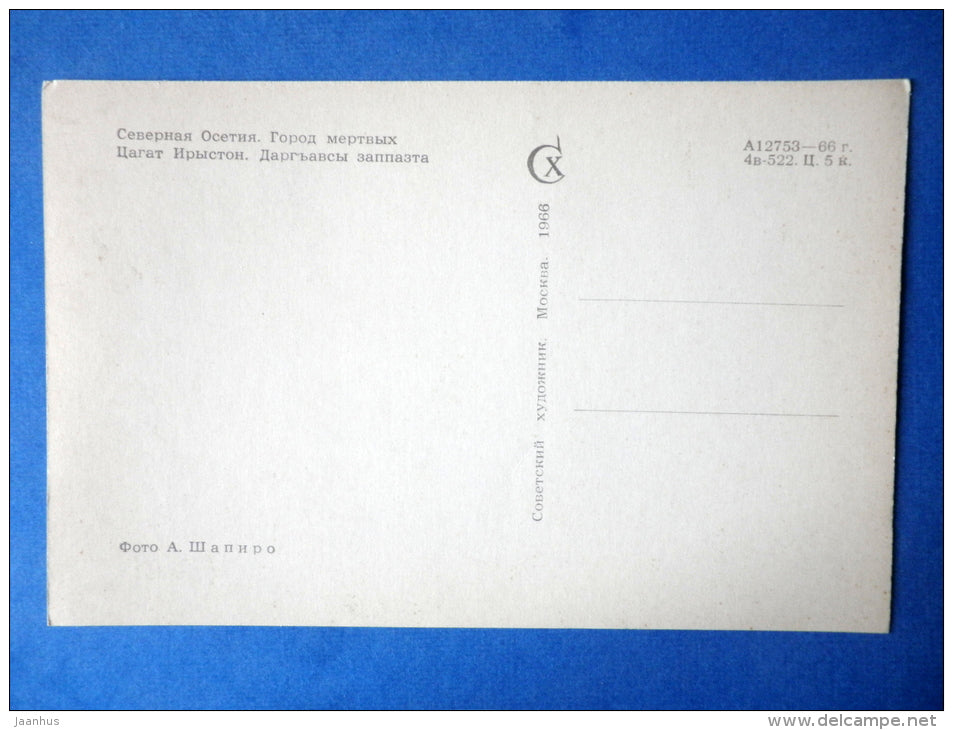 Северная Осетия. Город мертвых
Цагат Ирыстон. Даргъавсы заппазта
Фото А. Шапиро
СХ
Советский художник. Москва. 1966
А12753—66 г.
4в-522. Ц. 5 к.
Jaanhus
www.delcampe.net